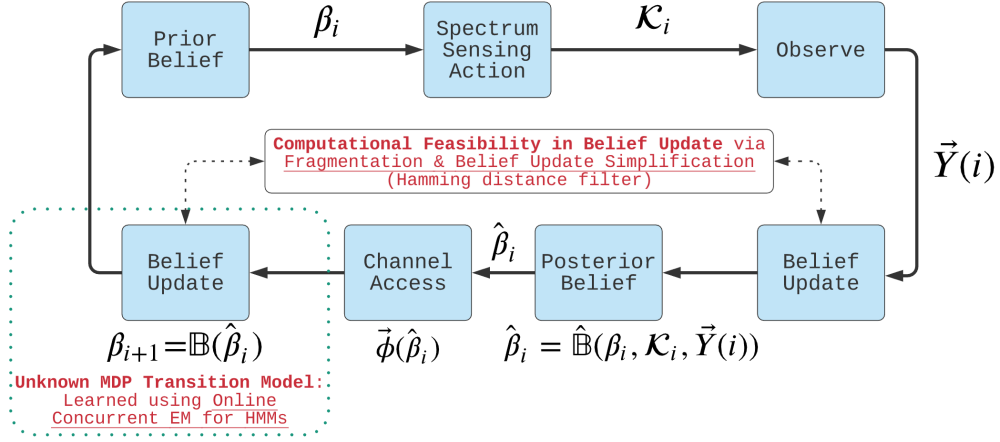 Prior
Belief
β_i
Spectrum
Sensing
Action
𝒦_i
Observe
Y⃗(i)
Computational Feasibility in Belief Update via
Fragmentation & Belief Update Simplification
(Hamming distance filter)
Belief
Update
Channel
Access
β̂_i
Posterior
Belief
Belief
Update
β_{i+1}=𝔹(β̂_i)
ϕ⃗(β̂_i)
β̂_i = 𝔹̂(β_i, 𝒦_i, Y⃗(i))
Unknown MDP Transition Model:
Learned using Online
Concurrent EM for HMMs